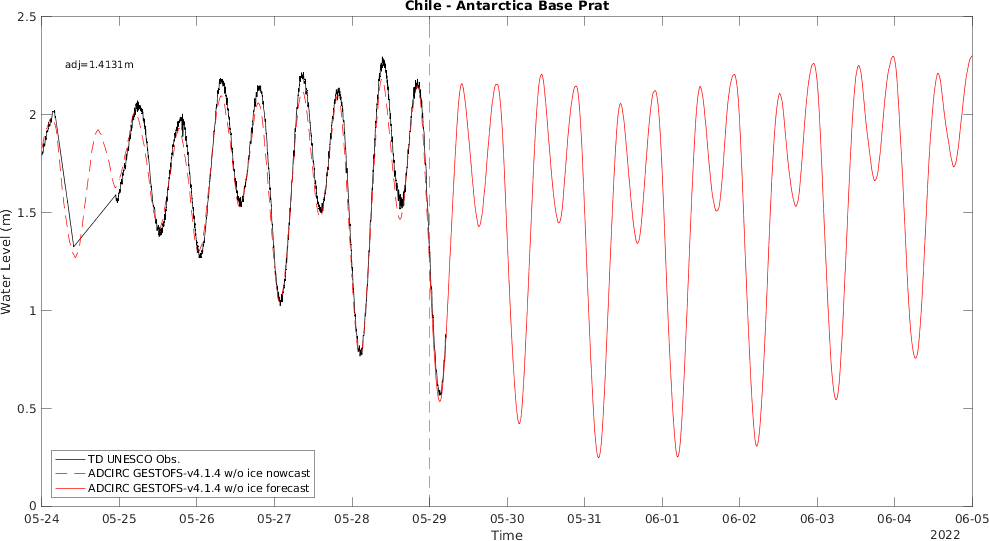 Chile - Antarctica Base Prat
adj=1.4131m
2.5
2
1.5
1
0.5
0
Water Level (m)
TD UNESCO Obs.
ADCIRC GESTOFS-v4.1.4 w/o ice nowcast
ADCIRC GESTOFS-v4.1.4 w/o ice forecast
05-24 05-25 05-26 05-27 05-28 05-29 05-30 05-31 06-01 06-02 06-03 06-04 06-05
Time
2022